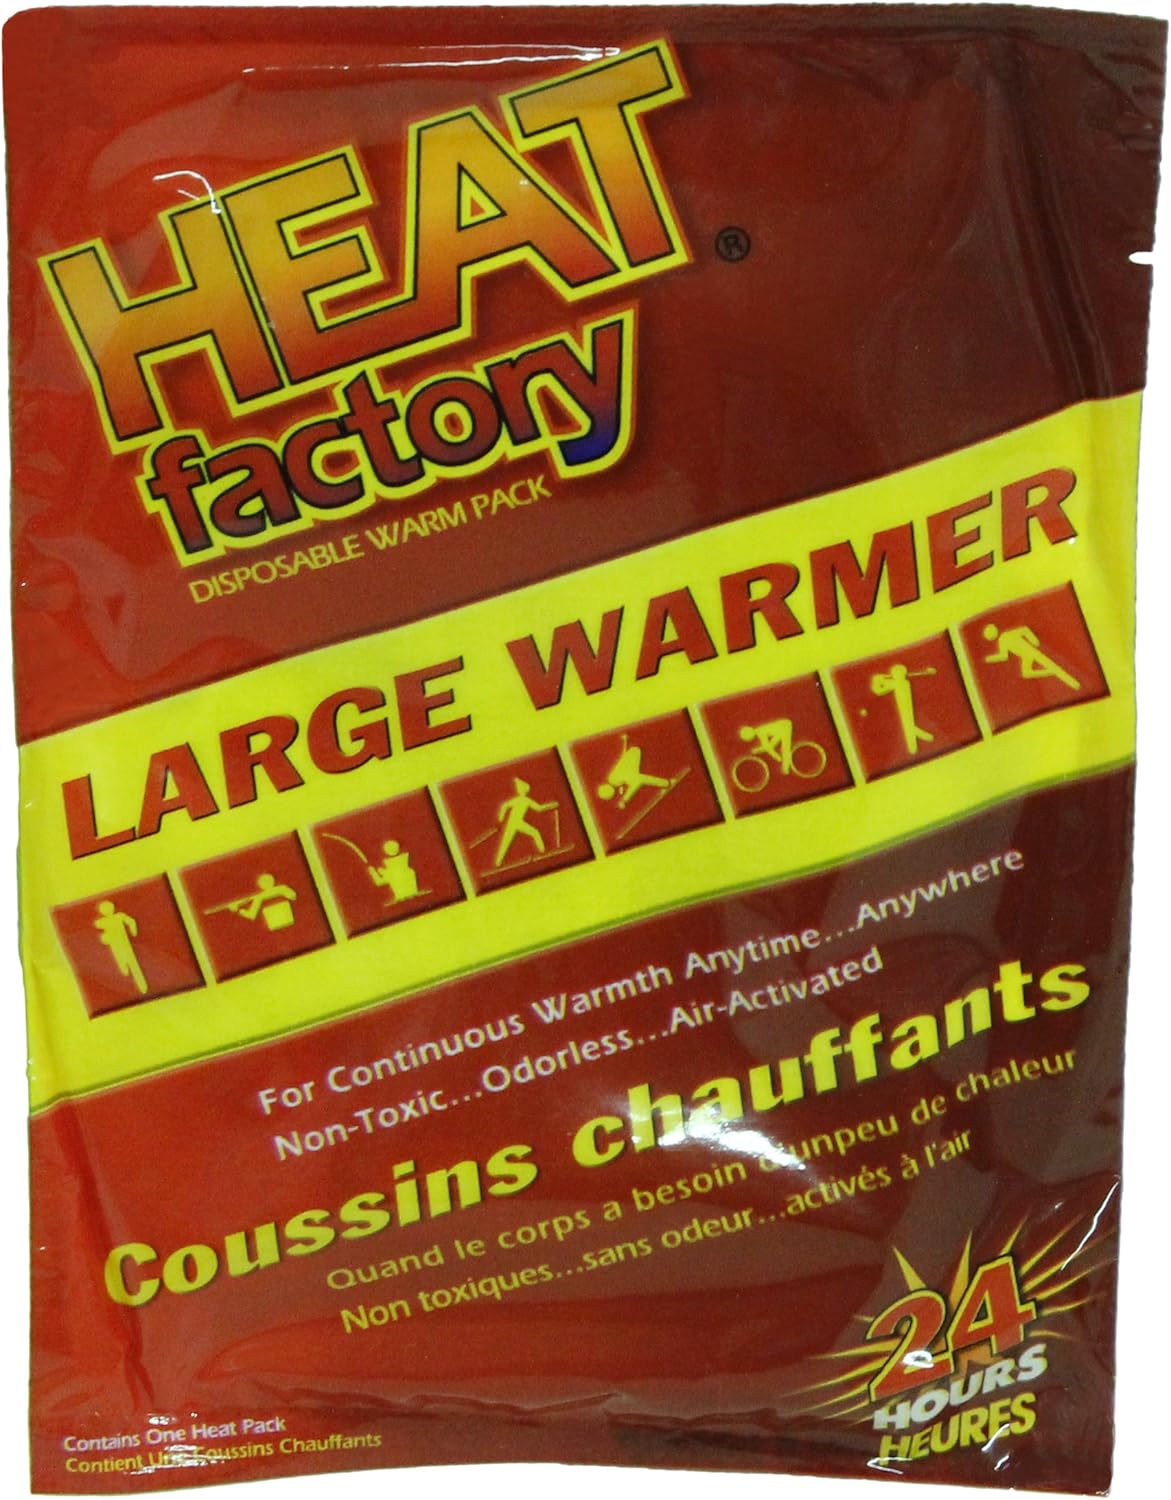 HEAT
factory
®
DISPOSABLE WARM PACK
LARGE WARMER
For Continuous Warmth Anytime...Anywhere
Non-Toxic...Odorless...Air-Activated
Coussins chauffants
Quand le corps a besoin d'unpeu de chaleur
Non toxiques...sans odeur...activés à l'air
24
HOURS
HEURES
Contains One Heat Pack
Contient Un Coussins Chauffants